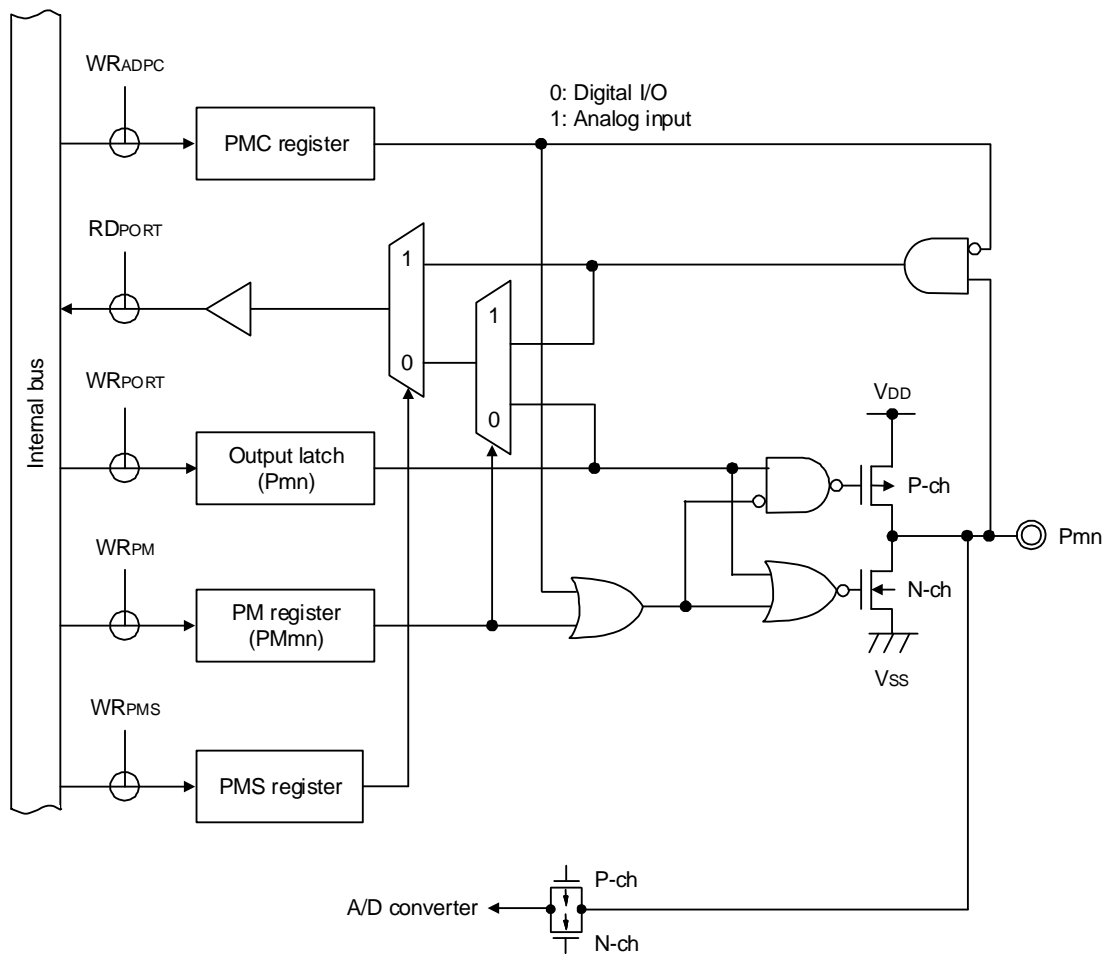 WRADPC
0: Digital I/O
1: Analog input
PMC register
RDPORT
1
1
0
0
Internal bus
WRPORT
VDD
Output latch
(Pmn)
P-ch
Pmn
WRPM
N-ch
PM register
(PMmn)
VSS
WRPMS
PMS register
P-ch
A/D converter
N-ch